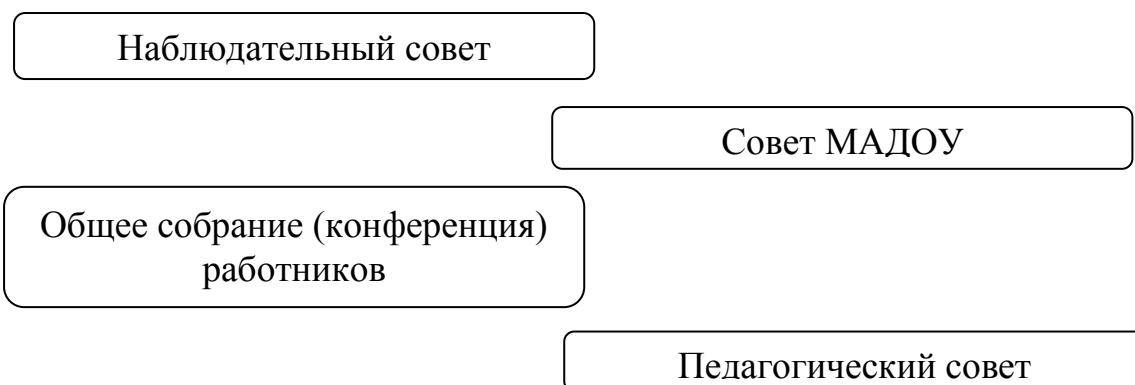 Наблюдательный совет
Совет МАДОУ
Общее собрание (конференция)
работников
Педагогический совет